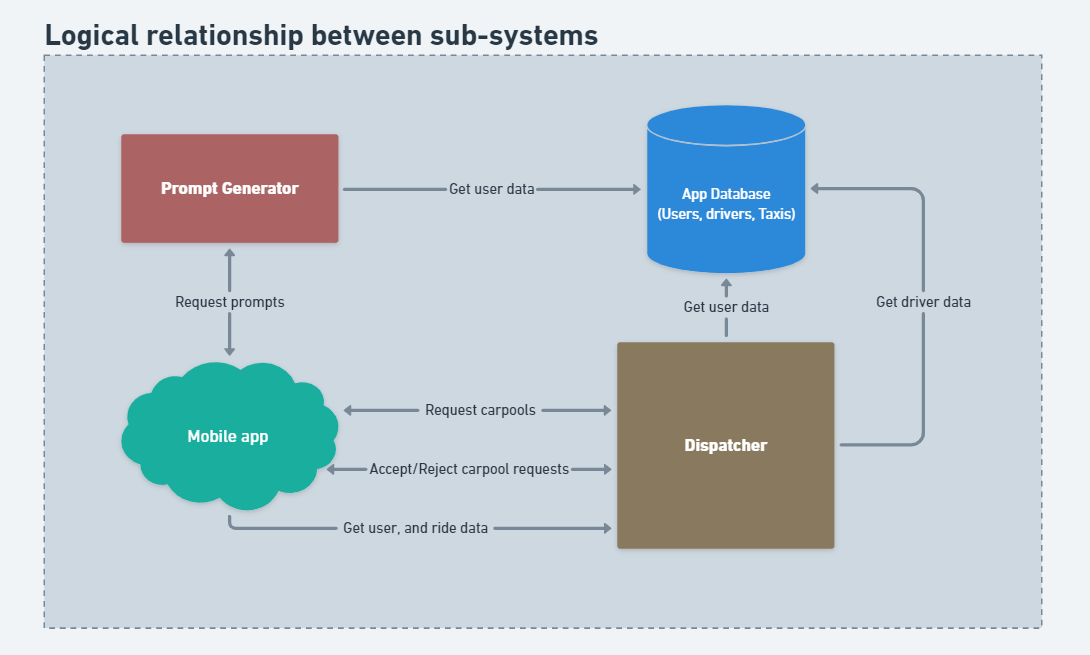 Logical relationship between sub-systems
Prompt Generator
Get user data
App Database
(Users, drivers, Taxis)
Request prompts
Get user data
Get driver data
Mobile app
Request carpools
Accept/Reject carpool requests
Get user, and ride data
Dispatcher